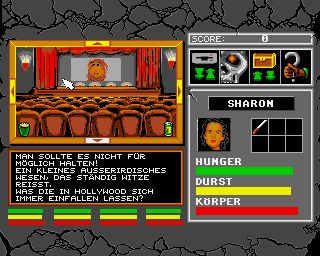 SCORE: 0
SHARON
HUNGER
DURST
KÖRPER
MAN SOLLTE ES NICHT FÜR
MÖGLICH HALTEN!
EIN KLEINES AUSSERIRDISCHES
WESEN, DAS STÄNDIG WITZE
REISST.
WAS DIE IN HOLLYWOOD SICH
IMMER EINFALLEN LASSEN?